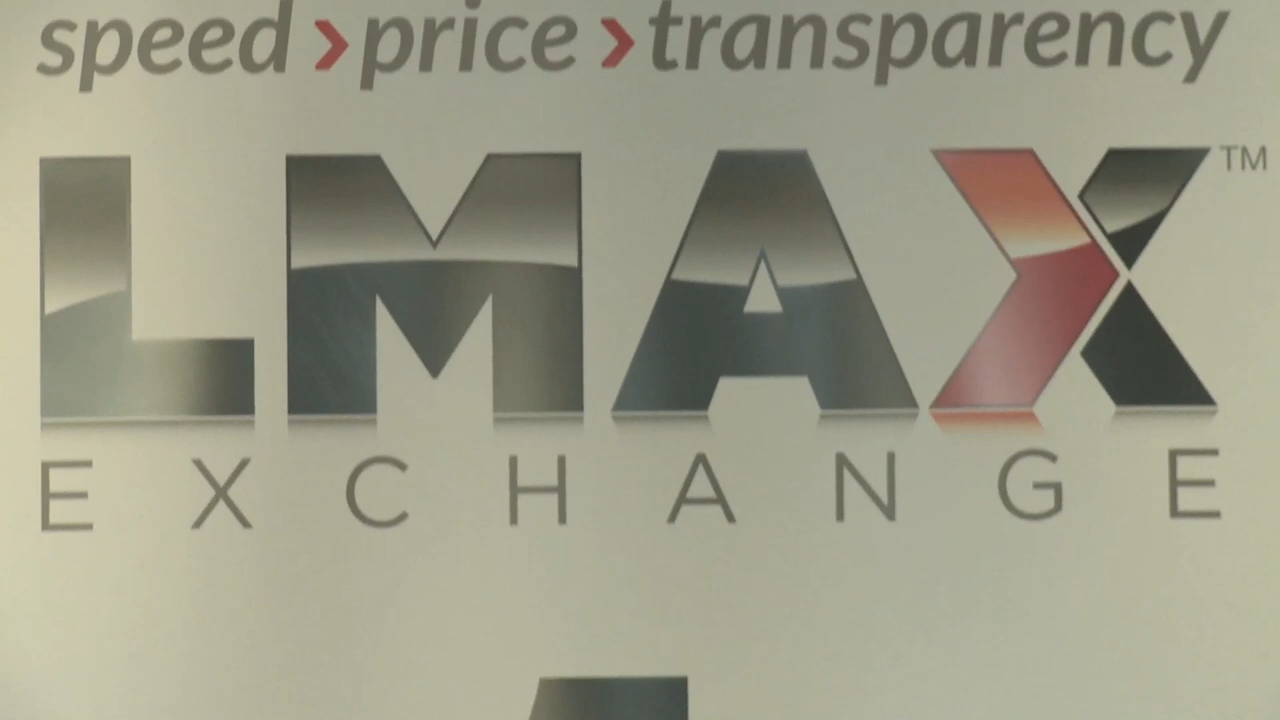 speed › price › transparency
LMAX™
EXCHANGE